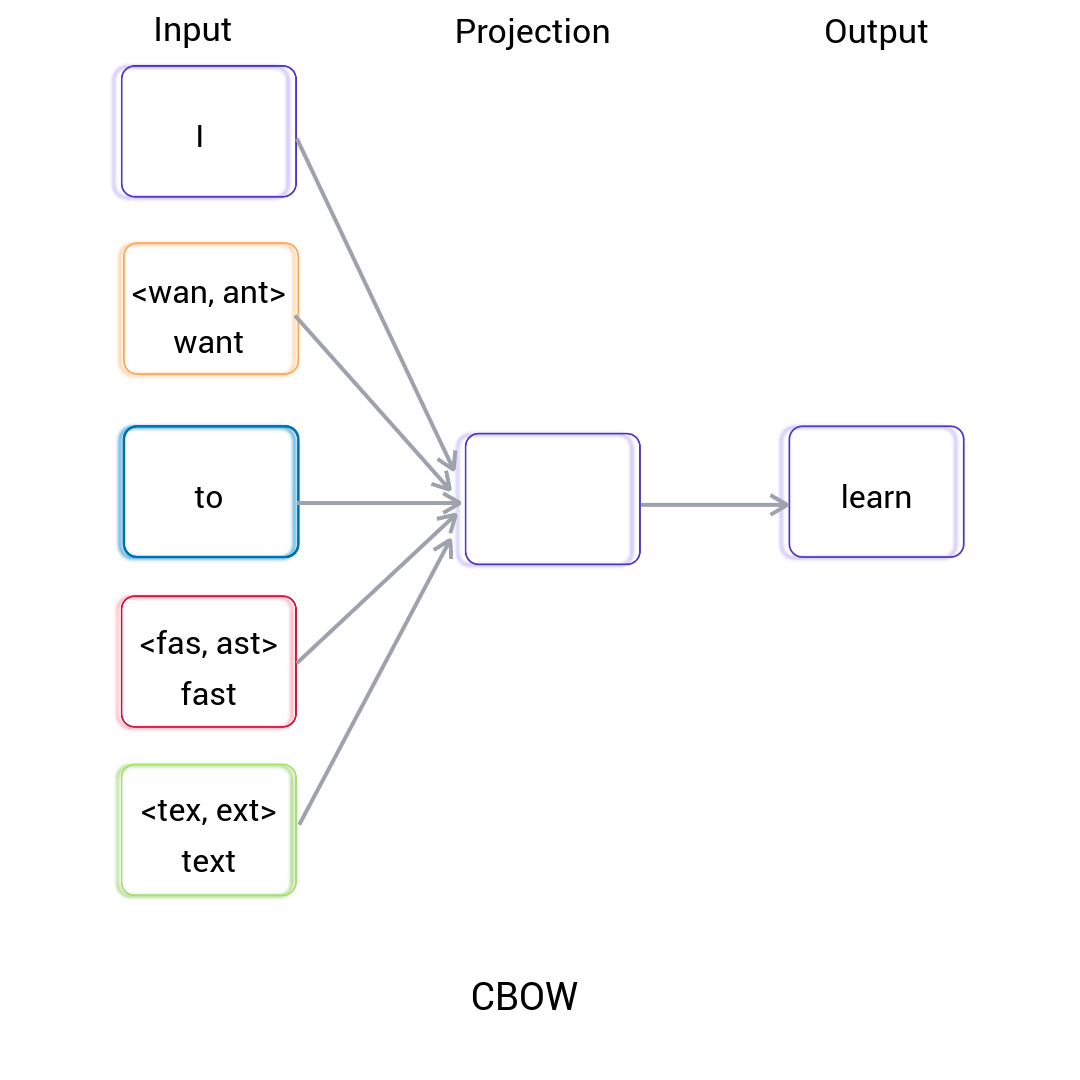 Input Projection Output
I
<wan, ant>
want
to
learn
<fas, ast>
fast
<tex, ext>
text
CBOW